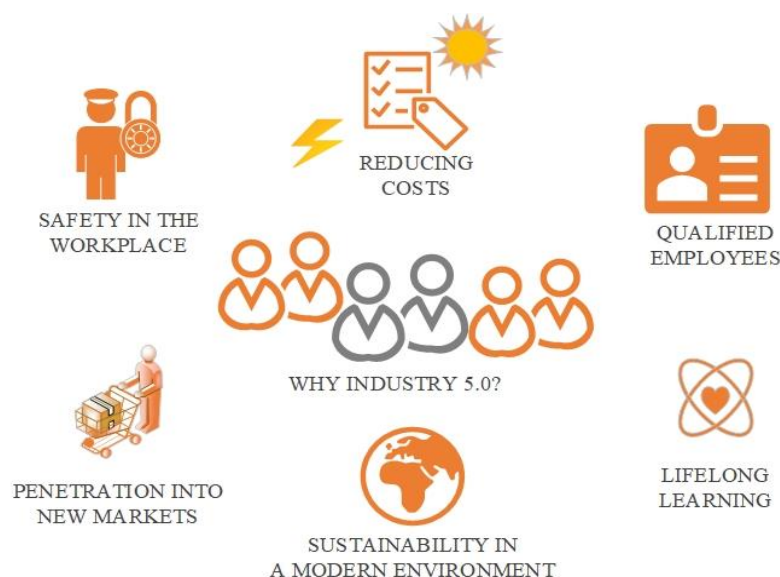 REDUCING
COSTS
SAFETY IN THE
WORKPLACE
QUALIFIED
EMPLOYEES
WHY INDUSTRY 5.0?
PENETRATION INTO
NEW MARKETS
LIFELONG
LEARNING
SUSTAINABILITY IN
A MODERN ENVIRONMENT